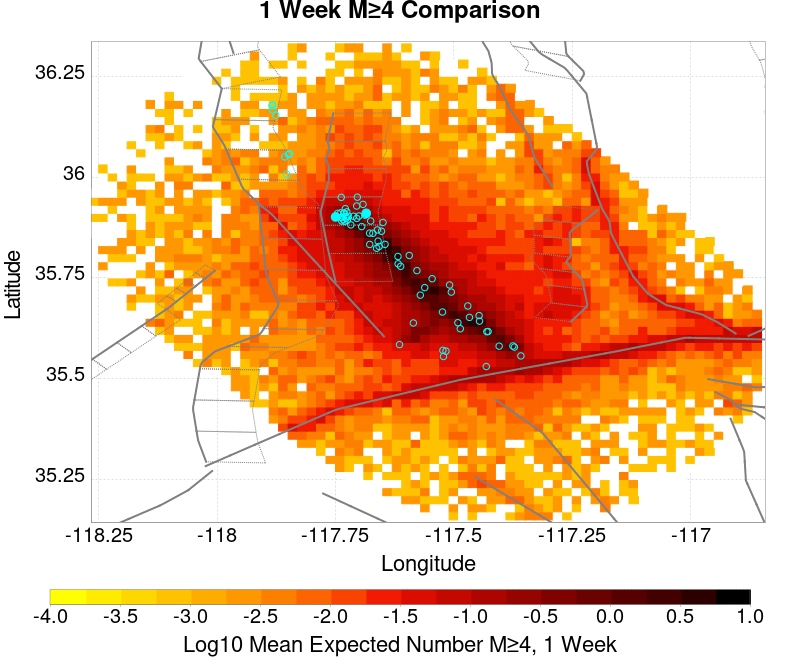 1 Week M≥4 Comparison
36.25
36
35.75
35.5
35.25
Latitude
-118.25 -118 -117.75 -117.5 -117.25 -117
Longitude
-4.0 -3.5 -3.0 -2.5 -2.0 -1.5 -1.0 -0.5 0.0 0.5 1.0
Log10 Mean Expected Number M≥4, 1 Week